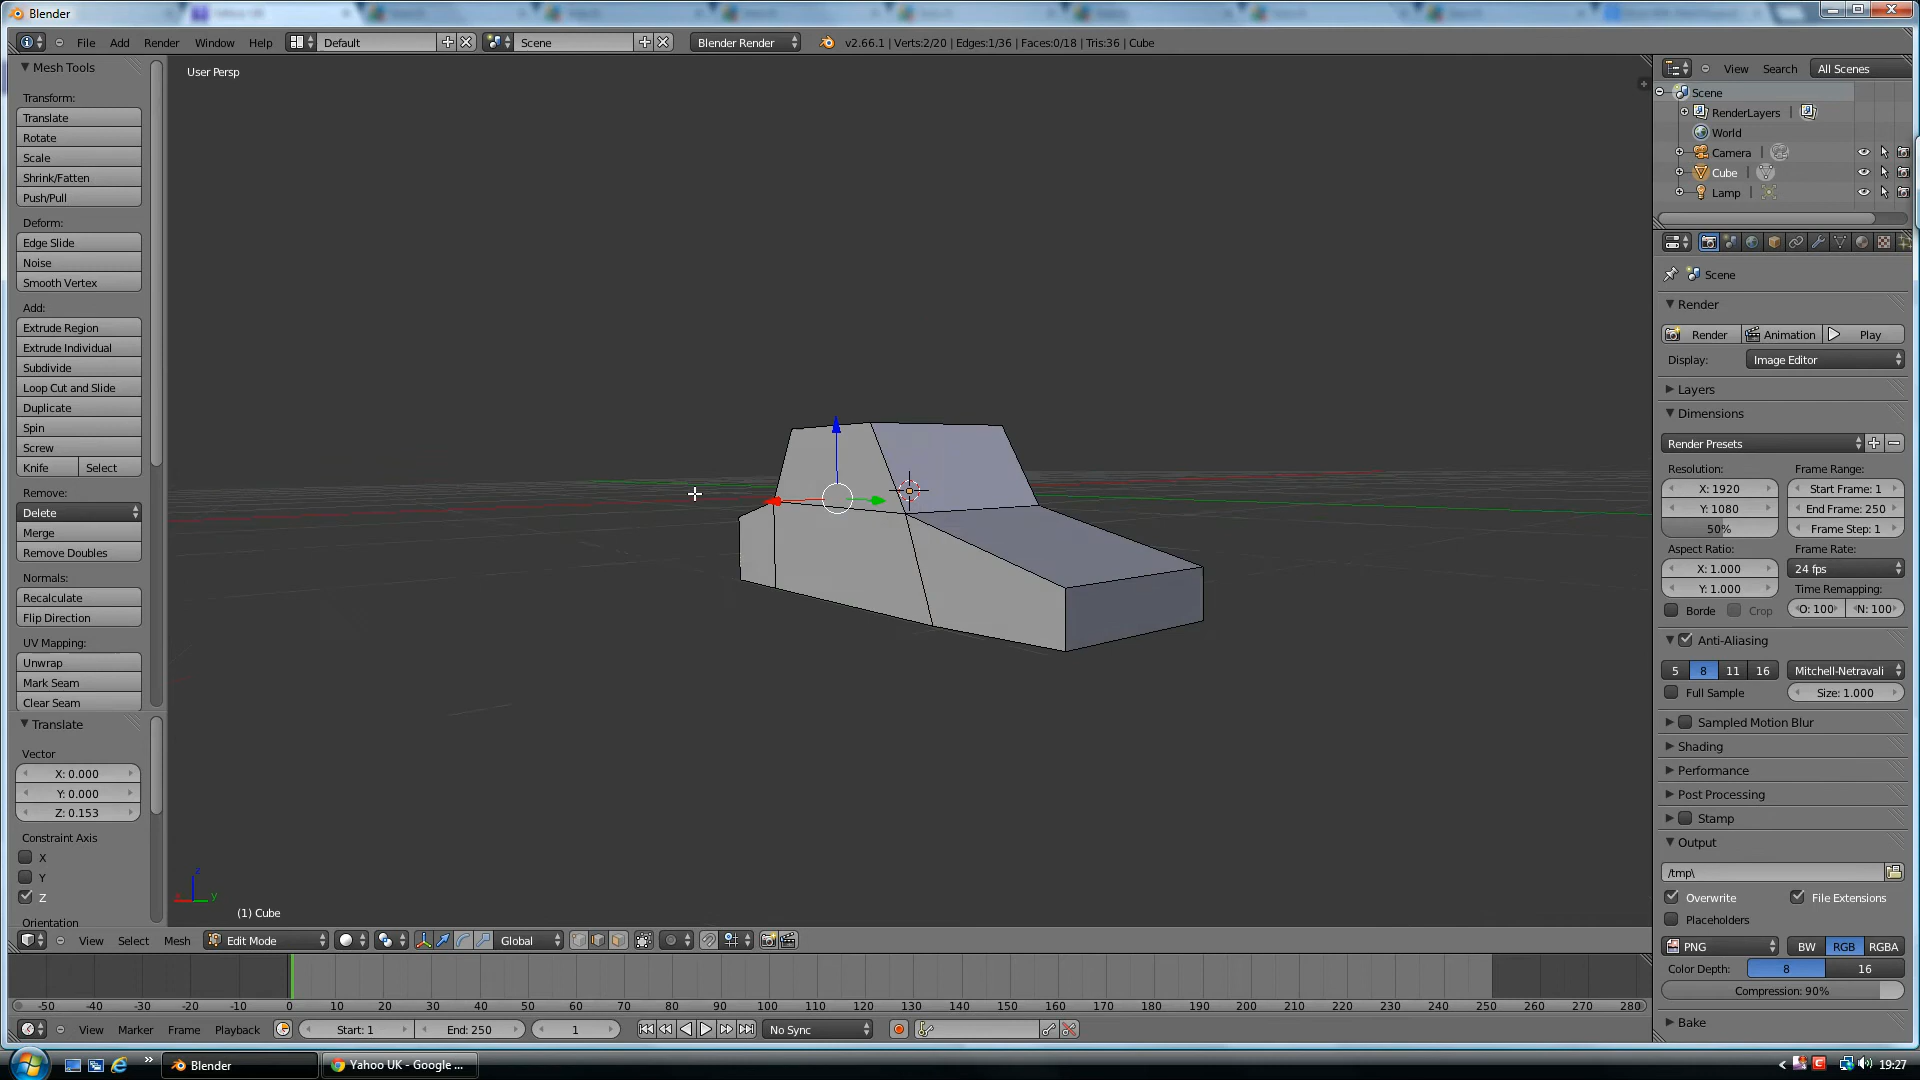 Blender
File Add Render Window Help Default Scene Blender Render v2.66.1 | Verts:2/20 | Edges:1/36 | Faces:0/18 | Tris:36 | Cube
Mesh Tools
Transform:
Translate
Rotate
Scale
Shrink/Fatten
Push/Pull
Deform:
Edge Slide
Noise
Smooth Vertex
Add:
Extrude Region
Extrude Individual
Subdivide
Loop Cut and Slide
Duplicate
Spin
Screw
Knife Select
Remove:
Delete
Merge
Remove Doubles
Normals:
Recalculate
Flip Direction
UV Mapping:
Unwrap
Mark Seam
Clear Seam
Translate
Vector
X: 0.000
Y: 0.000
Z: 0.153
Constraint Axis
X
Y
Z
Orientation
User Persp
z
x y
(1) Cube
View Select Mesh Edit Mode Global
-50 -40 -30 -20 -10 0 10 20 30 40 50 60 70 80 90 100 110 120 130 140 150 160 170 180 190 200 210 220 230 240 250 260 270 280
View Marker Frame Playback Start: 1 End: 250 1 No Sync
View Search All Scenes
Scene
RenderLayers |
World
Camera |
Cube |
Lamp |
Scene
Render
Render Animation Play
Display: Image Editor
Layers
Dimensions
Render Presets
Resolution: Frame Range:
X: 1920 Start Frame: 1
Y: 1080 End Frame: 250
50% Frame Step: 1
Aspect Ratio: Frame Rate:
X: 1.000 24 fps
Y: 1.000 Time Remapping:
Borde Crop O: 100 N: 100
Anti-Aliasing
5 8 11 16 Mitchell-Netravali
Full Sample Size: 1.000
Sampled Motion Blur
Shading
Performance
Post Processing
Stamp
Output
/tmp\
Overwrite File Extensions
Placeholders
PNG BW RGB RGBA
Color Depth: 8 16
Compression: 90%
Bake
Blender Yahoo UK - Google ... 19:27